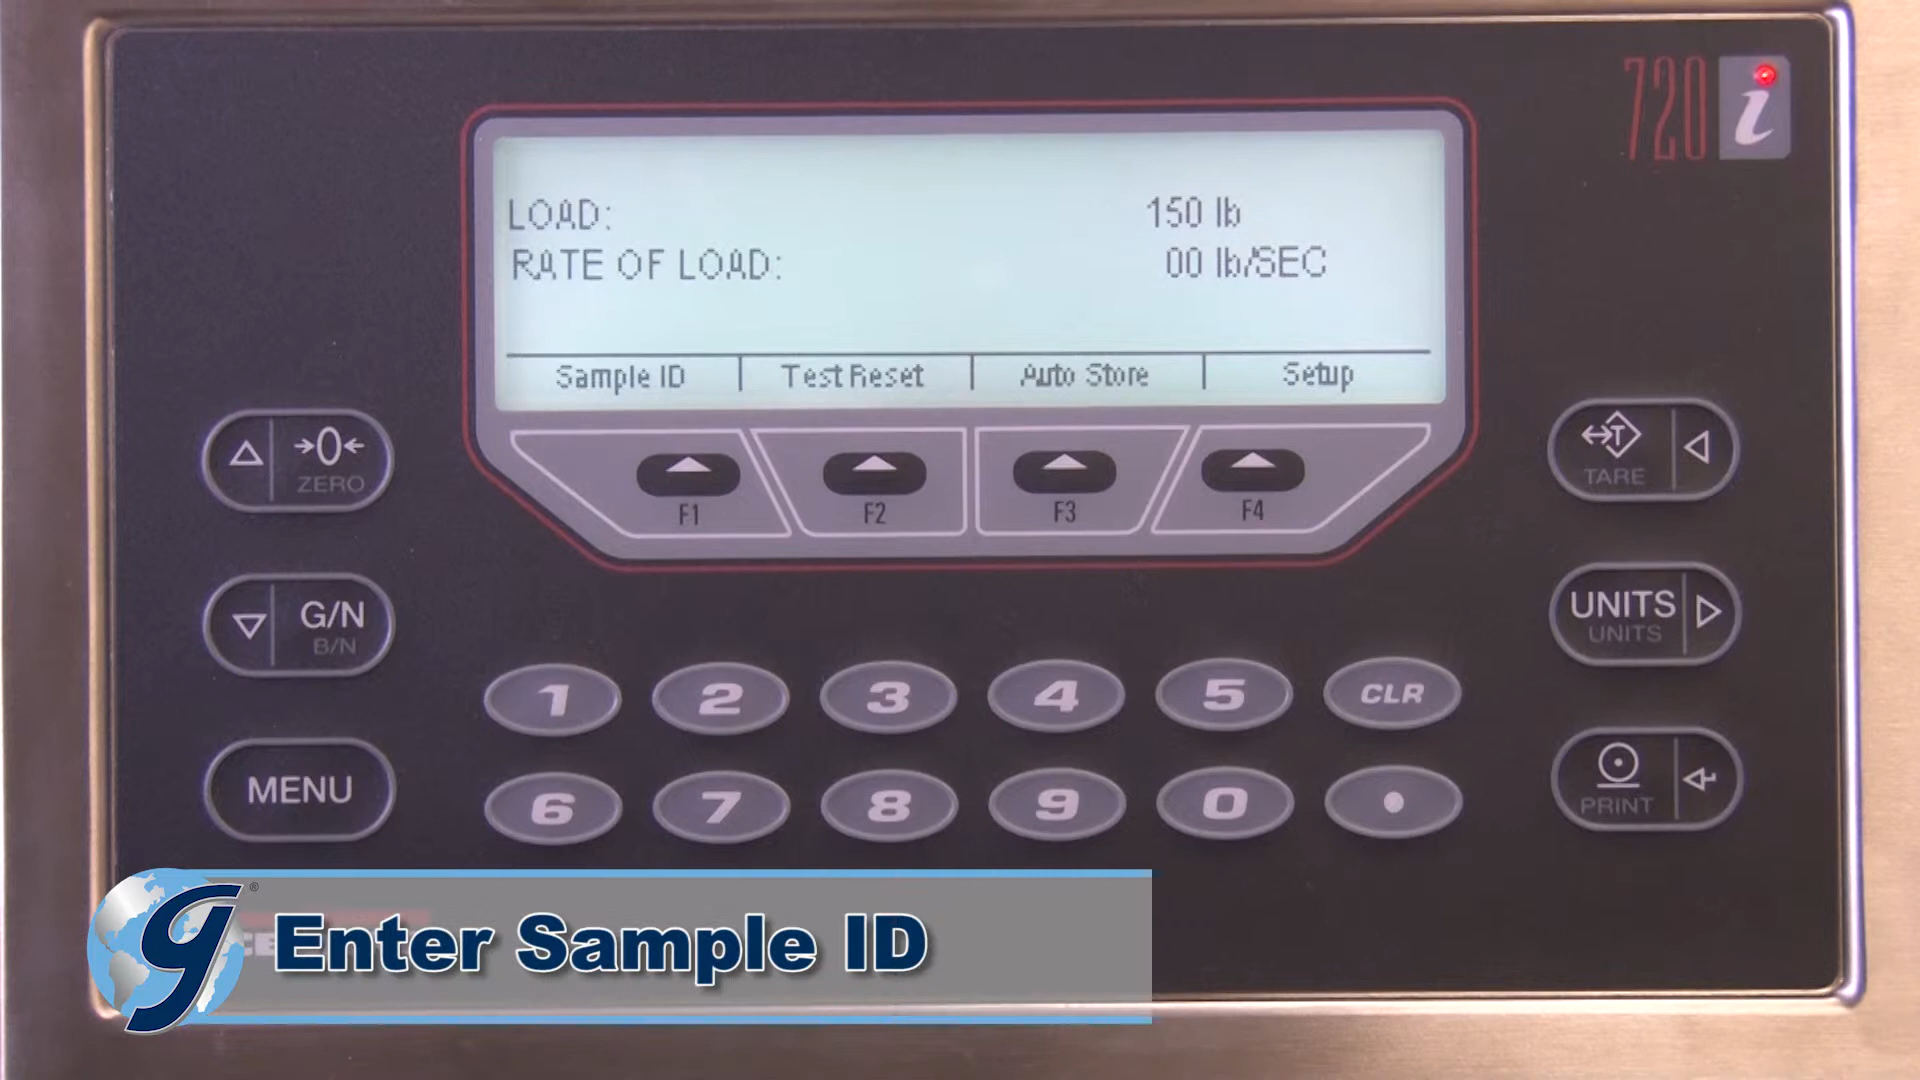 720 i
LOAD: 150 lb
RATE OF LOAD: 00 lb/SEC
Sample ID Test Reset Auto Store Setup
F1 F2 F3 F4
→0←
ZERO
TARE
G/N
B/N
UNITS
UNITS
1 2 3 4 5 CLR
MENU
6 7 8 9 0 .
PRINT
g ®
Enter Sample ID